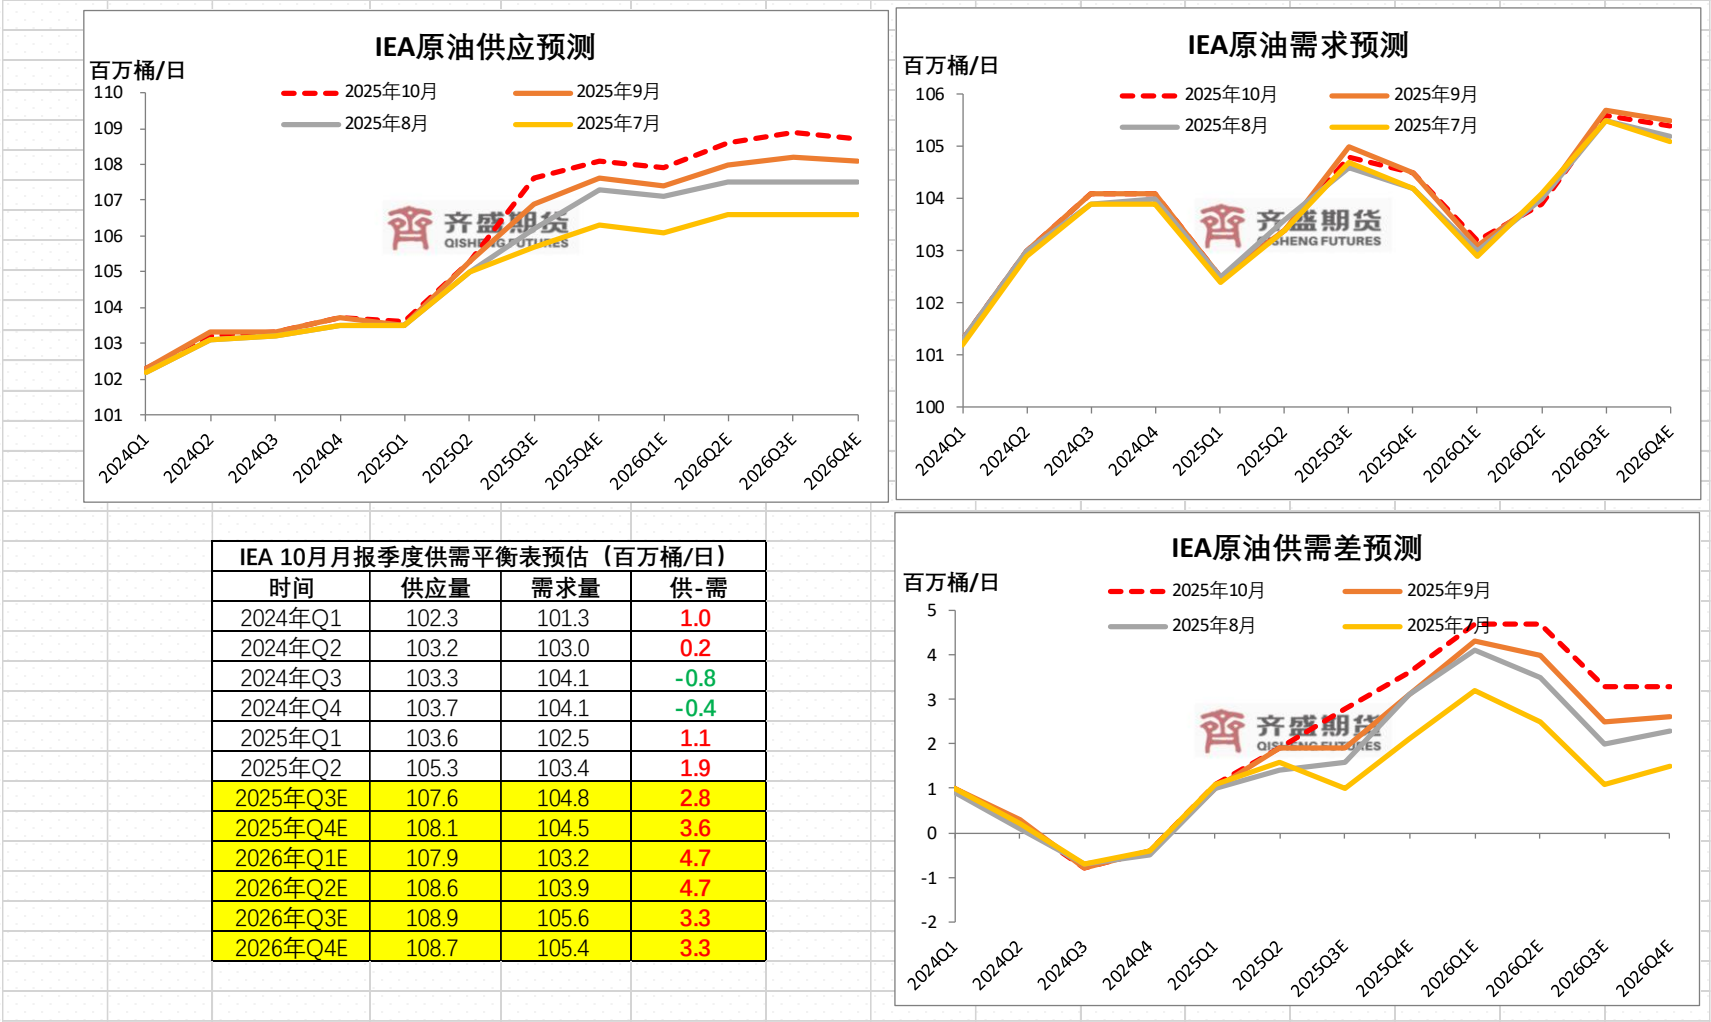 IEA原油供应预测
百万桶/日
2025年10月
2025年9月
2025年8月
2025年7月
110
109
108
107
106
105
104
103
102
101
齐盛期货
QISHENG FUTURES
2024Q1
2024Q2
2024Q3
2024Q4
2025Q1
2025Q2
2025Q3E
2025Q4E
2026Q1E
2026Q2E
2026Q3E
2026Q4E
IEA原油需求预测
百万桶/日
2025年10月
2025年9月
2025年8月
2025年7月
106
105
104
103
102
101
100
齐盛期货
QISHENG FUTURES
2024Q1
2024Q2
2024Q3
2024Q4
2025Q1
2025Q2
2025Q3E
2025Q4E
2026Q1E
2026Q2E
2026Q3E
2026Q4E
IEA 10月月报季度供需平衡表预估（百万桶/日）
时间 供应量 需求量 供-需
2024年Q1 102.3 101.3 1.0
2024年Q2 103.2 103.0 0.2
2024年Q3 103.3 104.1 -0.8
2024年Q4 103.7 104.1 -0.4
2025年Q1 103.6 102.5 1.1
2025年Q2 105.3 103.4 1.9
2025年Q3E 107.6 104.8 2.8
2025年Q4E 108.1 104.5 3.6
2026年Q1E 107.9 103.2 4.7
2026年Q2E 108.6 103.9 4.7
2026年Q3E 108.9 105.6 3.3
2026年Q4E 108.7 105.4 3.3
IEA原油供需差预测
百万桶/日
2025年10月
2025年9月
2025年8月
2025年7月
5
4
3
2
1
0
-1
-2
齐盛期货
QISHENG FUTURES
2024Q1
2024Q2
2024Q3
2024Q4
2025Q1
2025Q2
2025Q3E
2025Q4E
2026Q1E
2026Q2E
2026Q3E
2026Q4E